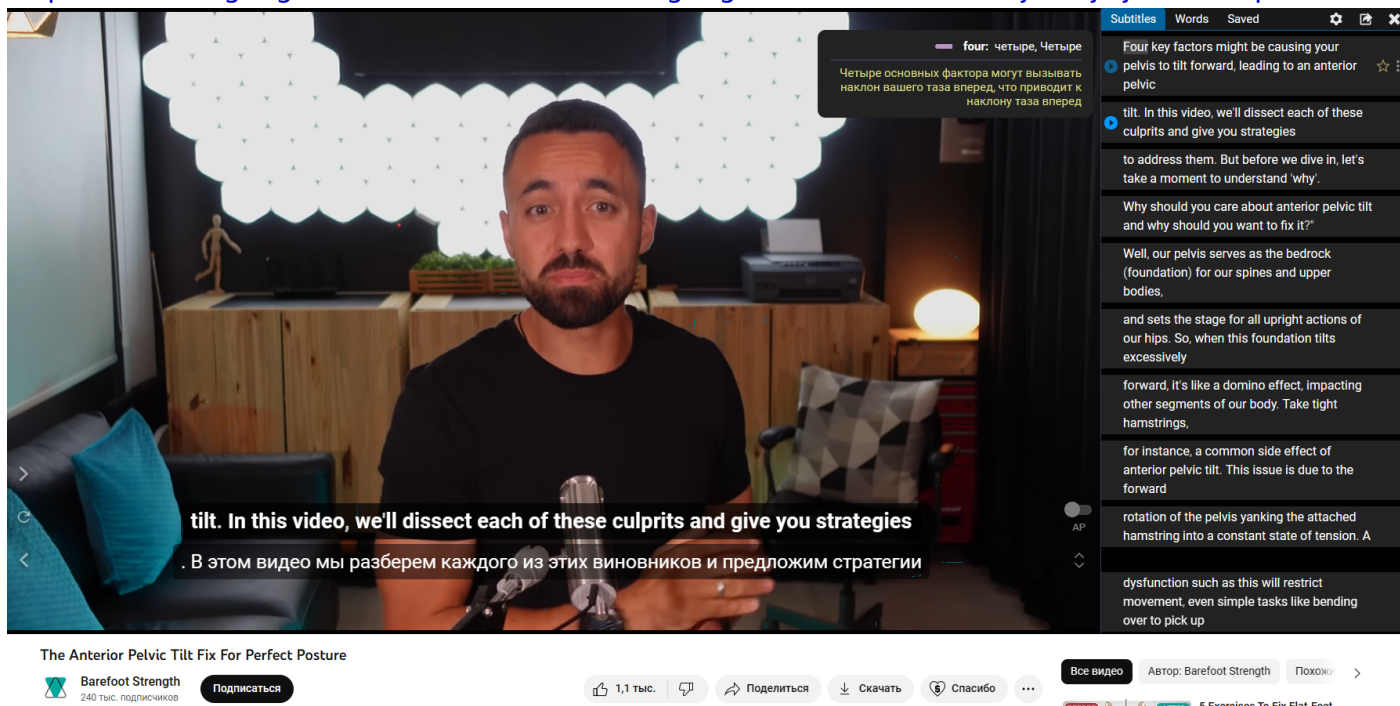 Subtitles Words Saved
four: четыре, Четыре
Четыре основных фактора могут вызывать
наклон вашего таза вперед, что приводит к
наклону таза вперед
Four key factors might be causing your
pelvis to tilt forward, leading to an anterior
pelvic
tilt. In this video, we'll dissect each of these
culprits and give you strategies
to address them. But before we dive in, let's
take a moment to understand 'why'.
Why should you care about anterior pelvic tilt
and why should you want to fix it?"
Well, our pelvis serves as the bedrock
(foundation) for our spines and upper
bodies,
and sets the stage for all upright actions of
our hips. So, when this foundation tilts
excessively
forward, it's like a domino effect, impacting
other segments of our body. Take tight
hamstrings,
for instance, a common side effect of
anterior pelvic tilt. This issue is due to the
forward
rotation of the pelvis yanking the attached
hamstring into a constant state of tension. A
dysfunction such as this will restrict
movement, even simple tasks like bending
over to pick up
AP
tilt. In this video, we'll dissect each of these culprits and give you strategies
. В этом видео мы разберем каждого из этих виновников и предложим стратегии
The Anterior Pelvic Tilt Fix For Perfect Posture
Barefoot Strength
240 тыс. подписчиков
Подписаться
1,1 тыс.
Поделиться
Скачать
Спасибо
Все видео
Автор: Barefoot Strength
Похожи
5 Exercises To Fix Flat Feet